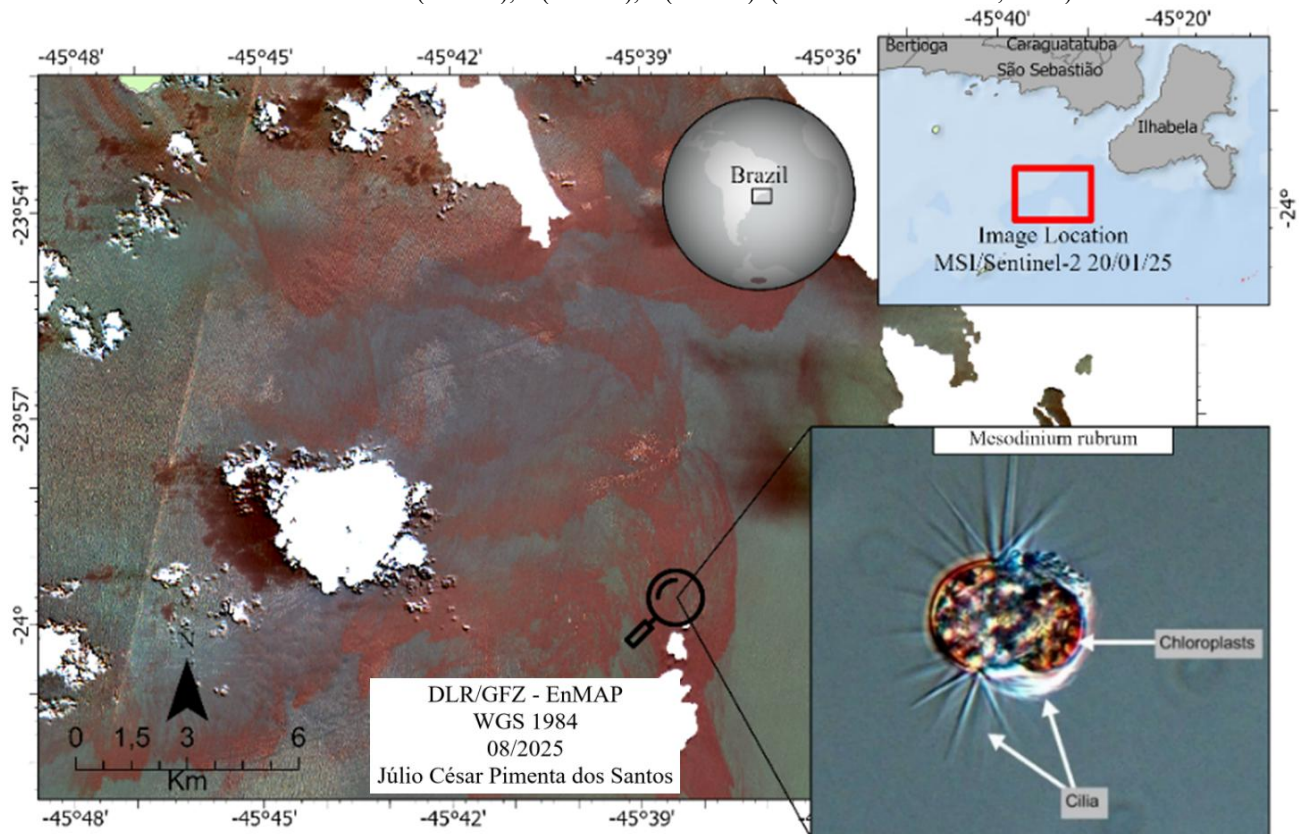 -45°48'
-45°45'
-45°42'
-45°39'
-45°36'
-45°40'
-45°20'
Bertioga
Caraguatatuba
São Sebastião
Ilhabela
-24°
Image Location
MSI/Sentinel-2 20/01/25
Brazil
-23°54'
-23°57'
-24°
Mesodinium rubrum
Chloroplasts
Cilia
N
0 1,5 3 6
Km
DLR/GFZ - EnMAP
WGS 1984
08/2025
Júlio César Pimenta dos Santos
-45°48'
-45°45'
-45°42'
-45°39'